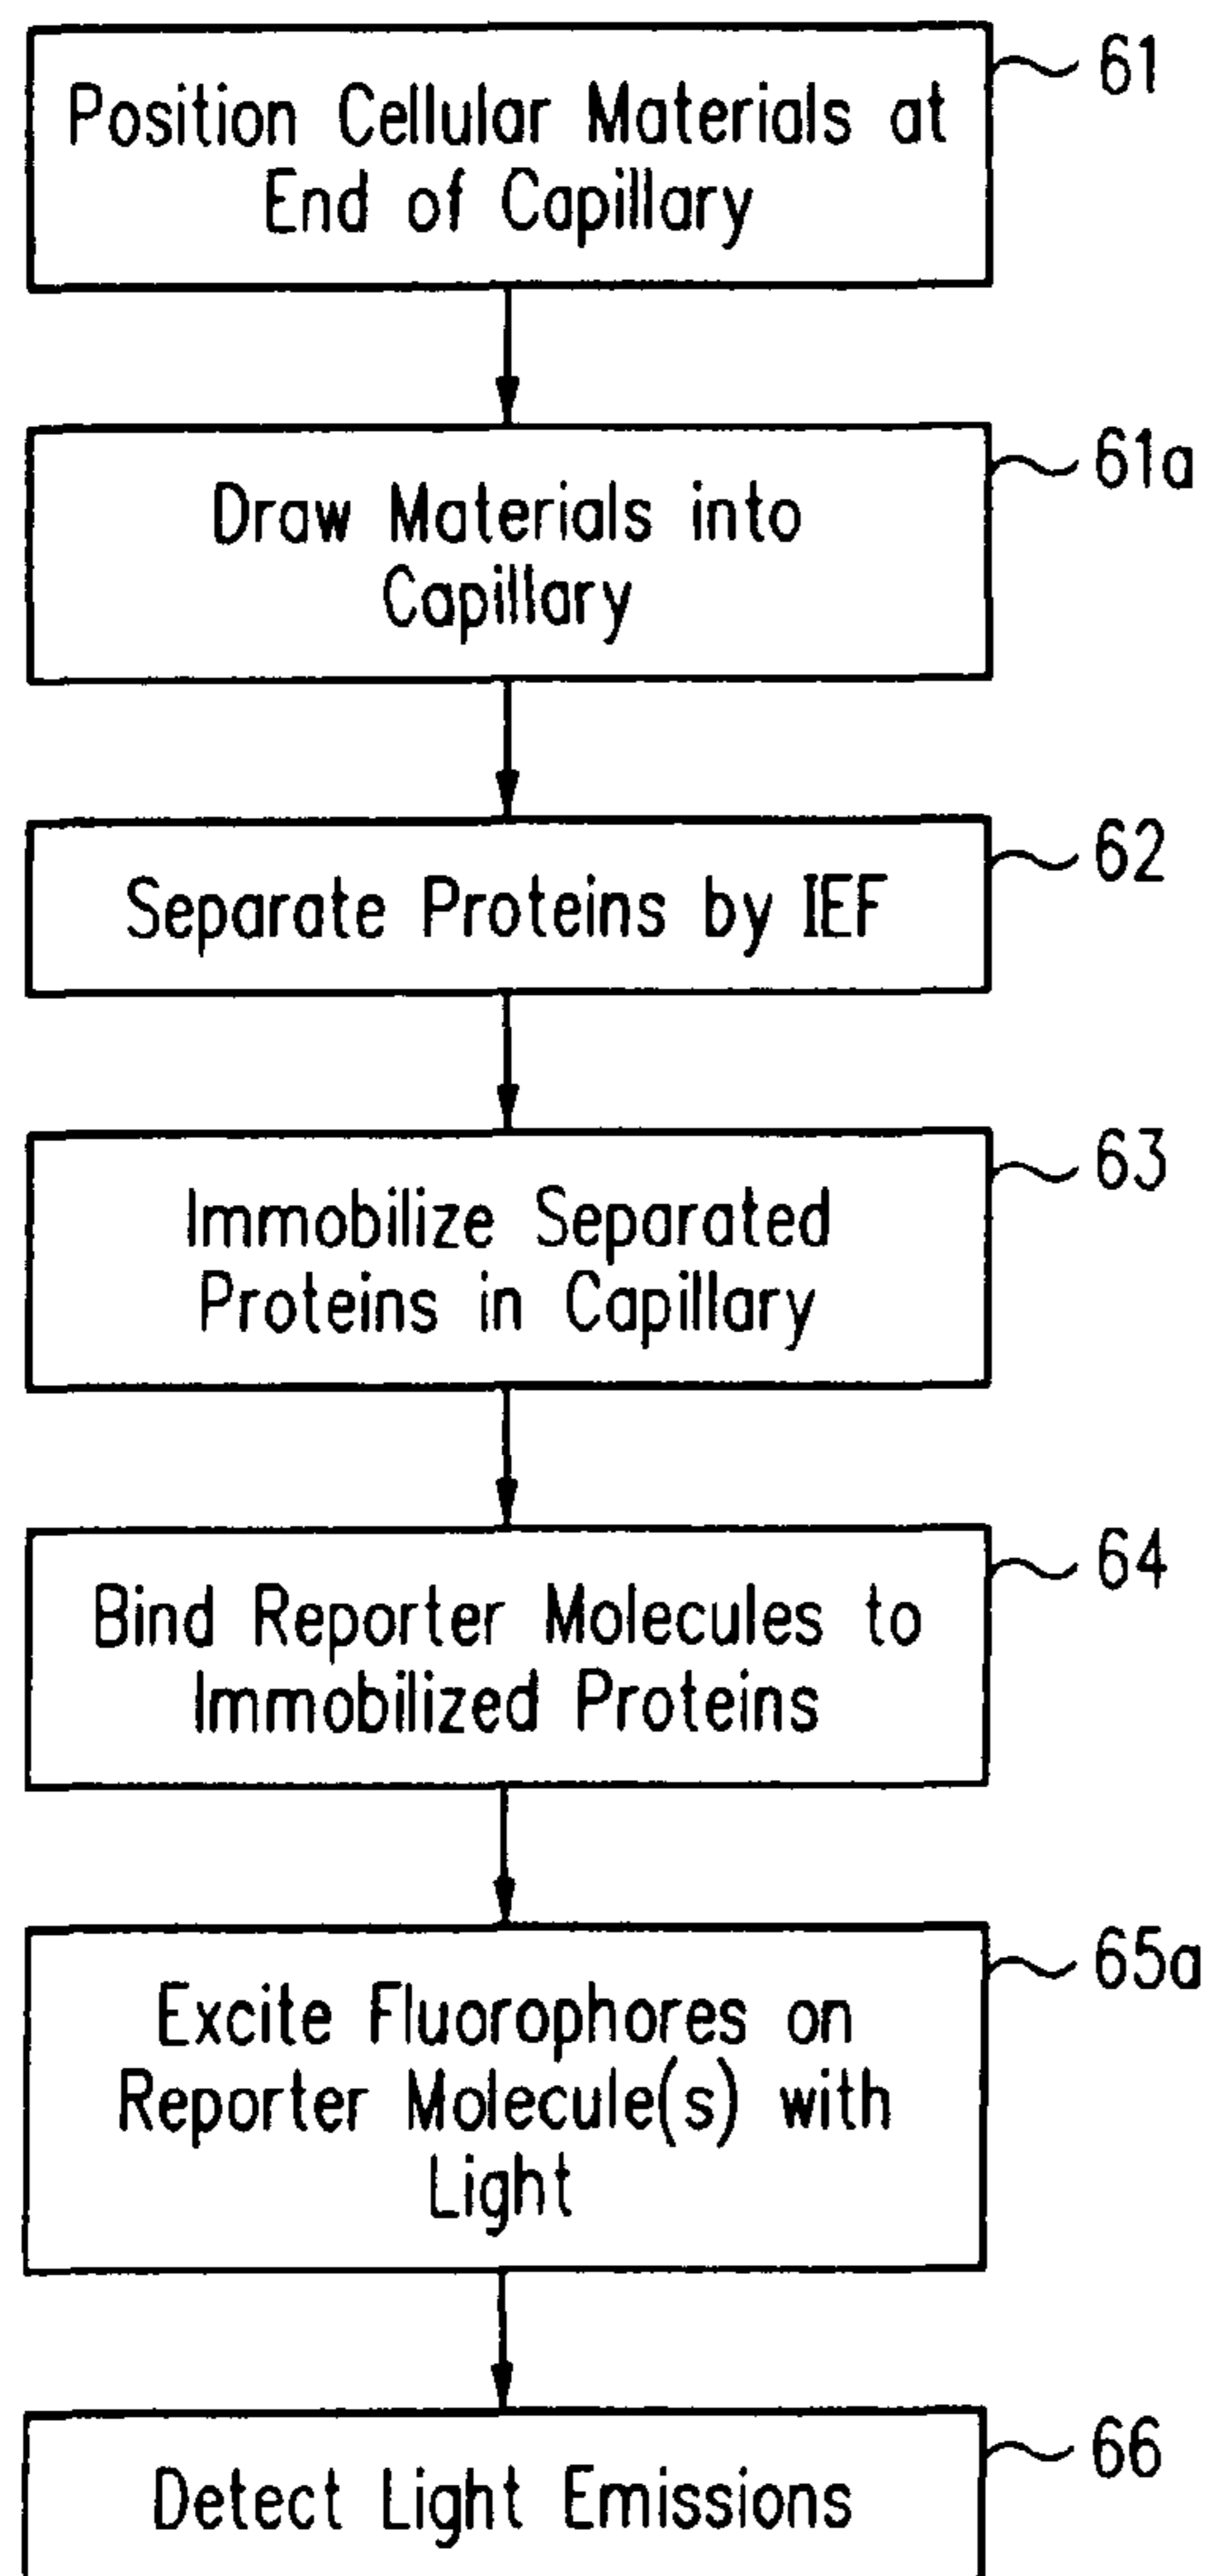 Position Cellular Materials at
End of Capillary
61
Draw Materials into
Capillary
61a
Separate Proteins by IEF
62
Immobilize Separated
Proteins in Capillary
63
Bind Reporter Molecules to
Immobilized Proteins
64
Excite Fluorophores on
Reporter Molecule(s) with
Light
65a
Detect Light Emissions
66